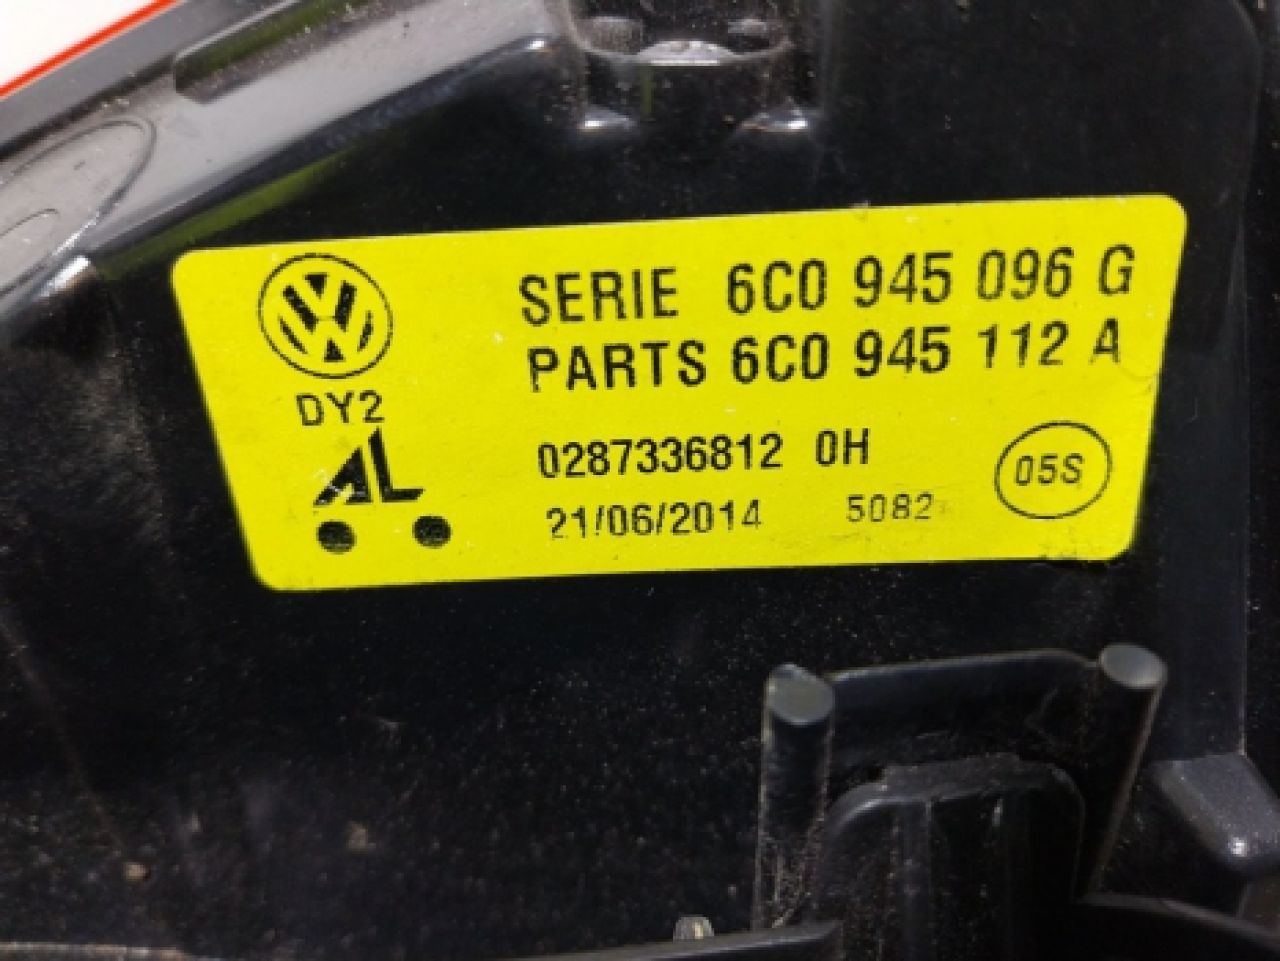 SERIE 6C0 945 096 G
PARTS 6C0 945 112 A
DY2
AL
0287336812 0H
05S
21/06/2014 5082